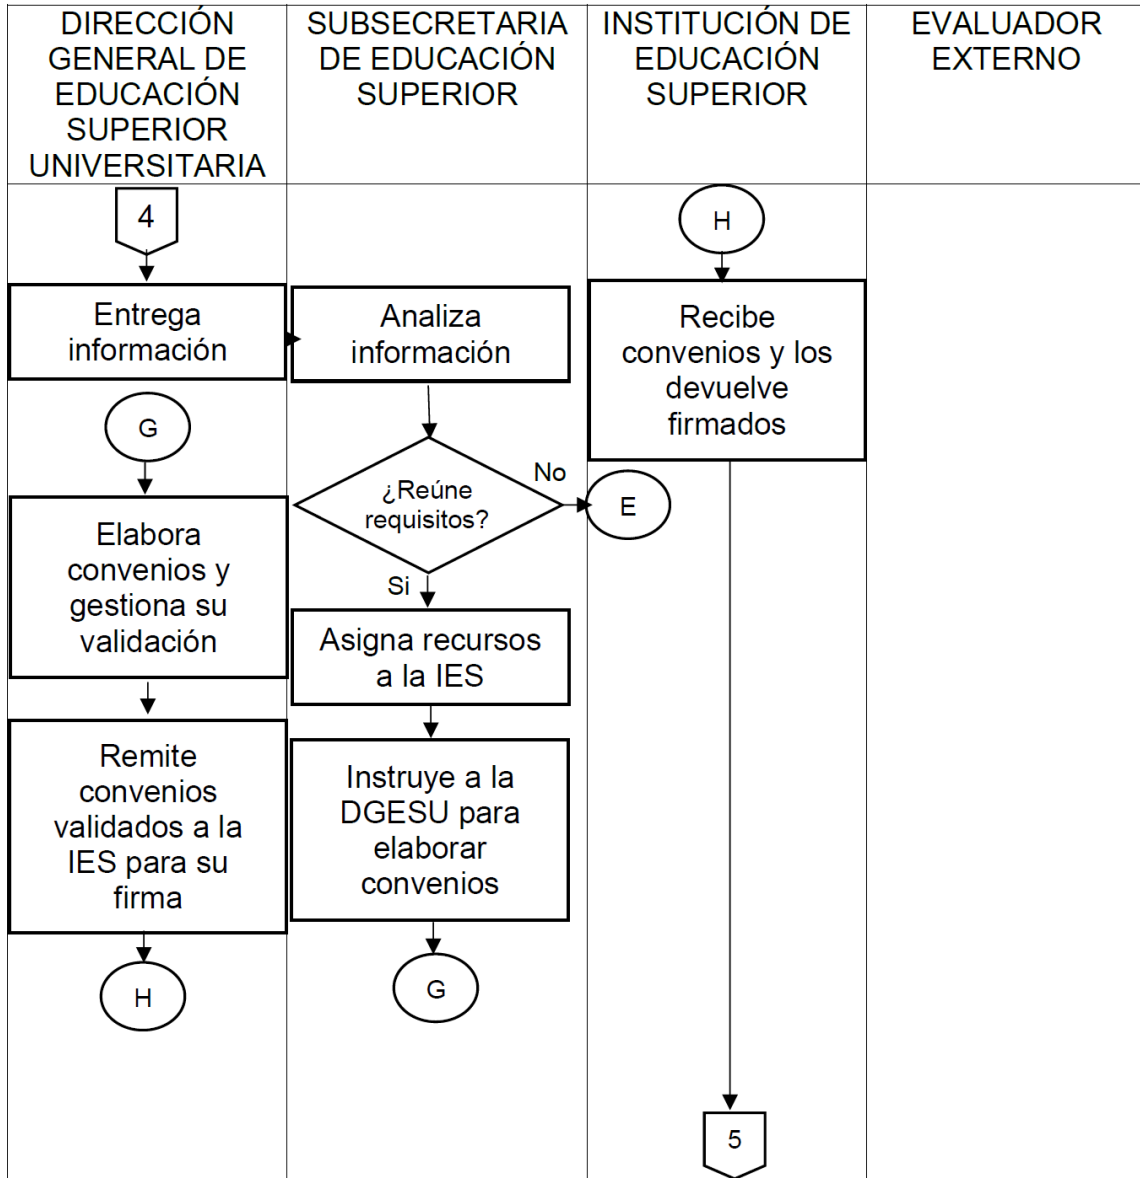 DIRECCIÓN
GENERAL DE
EDUCACIÓN
SUPERIOR
UNIVERSITARIA
SUBSECRETARIA
DE EDUCACIÓN
SUPERIOR
INSTITUCIÓN DE
EDUCACIÓN
SUPERIOR
EVALUADOR
EXTERNO
4
Entrega
información
G
Elabora
convenios y
gestiona su
validación
Remite
convenios
validados a la
IES para su
firma
H
Analiza
información
¿Reúne
requisitos?
No
Si
Asigna recursos
a la IES
Instruye a la
DGESU para
elaborar
convenios
G
H
Recibe
convenios y los
devuelve
firmados
E
5